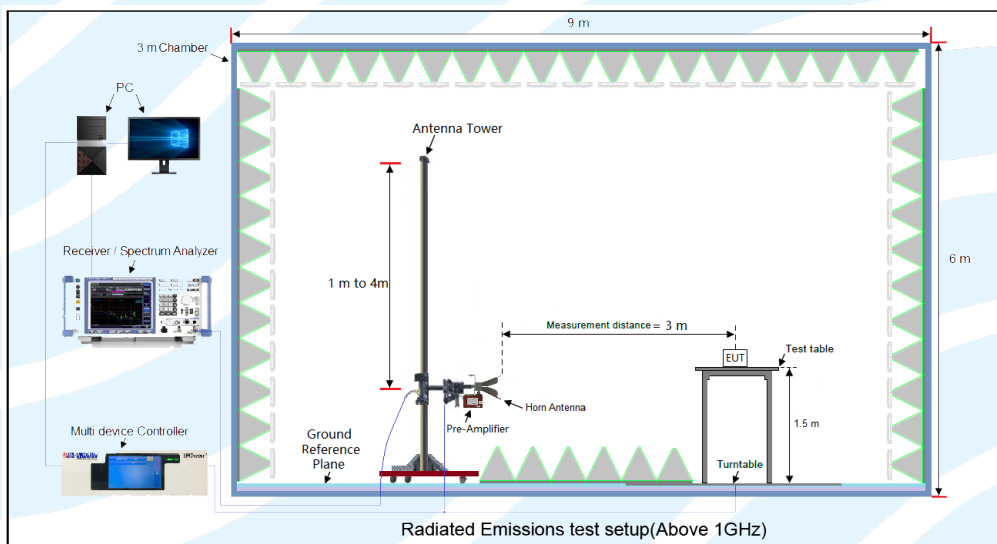 9 m
3 m Chamber
PC
Antenna Tower
Receiver / Spectrum Analyzer
6 m
1 m to 4m
Measurement distance = 3 m
EUT
Test table
Horn Antenna
Pre-Amplifier
1.5 m
Multi device Controller
Ground
Reference
Plane
Turntable
Radiated Emissions test setup(Above 1GHz)